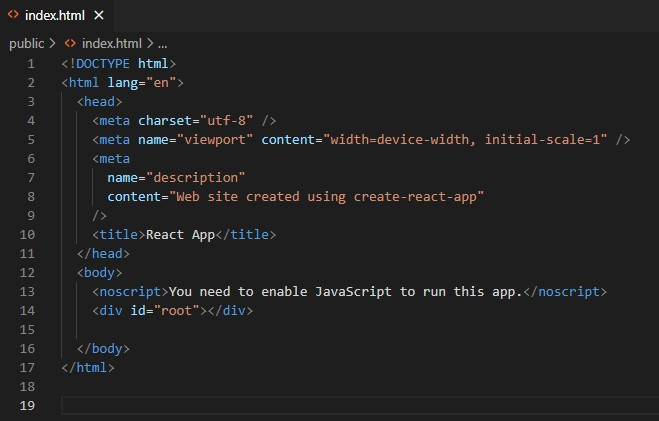 index.html
public > index.html > ...
1 <!DOCTYPE html>
2 <html lang="en">
3 <head>
4 <meta charset="utf-8" />
5 <meta name="viewport" content="width=device-width, initial-scale=1" />
6 <meta
7 name="description"
8 content="Web site created using create-react-app"
9 />
10 <title>React App</title>
11 </head>
12 <body>
13 <noscript>You need to enable JavaScript to run this app.</noscript>
14 <div id="root"></div>
15
16 </body>
17 </html>
18
19